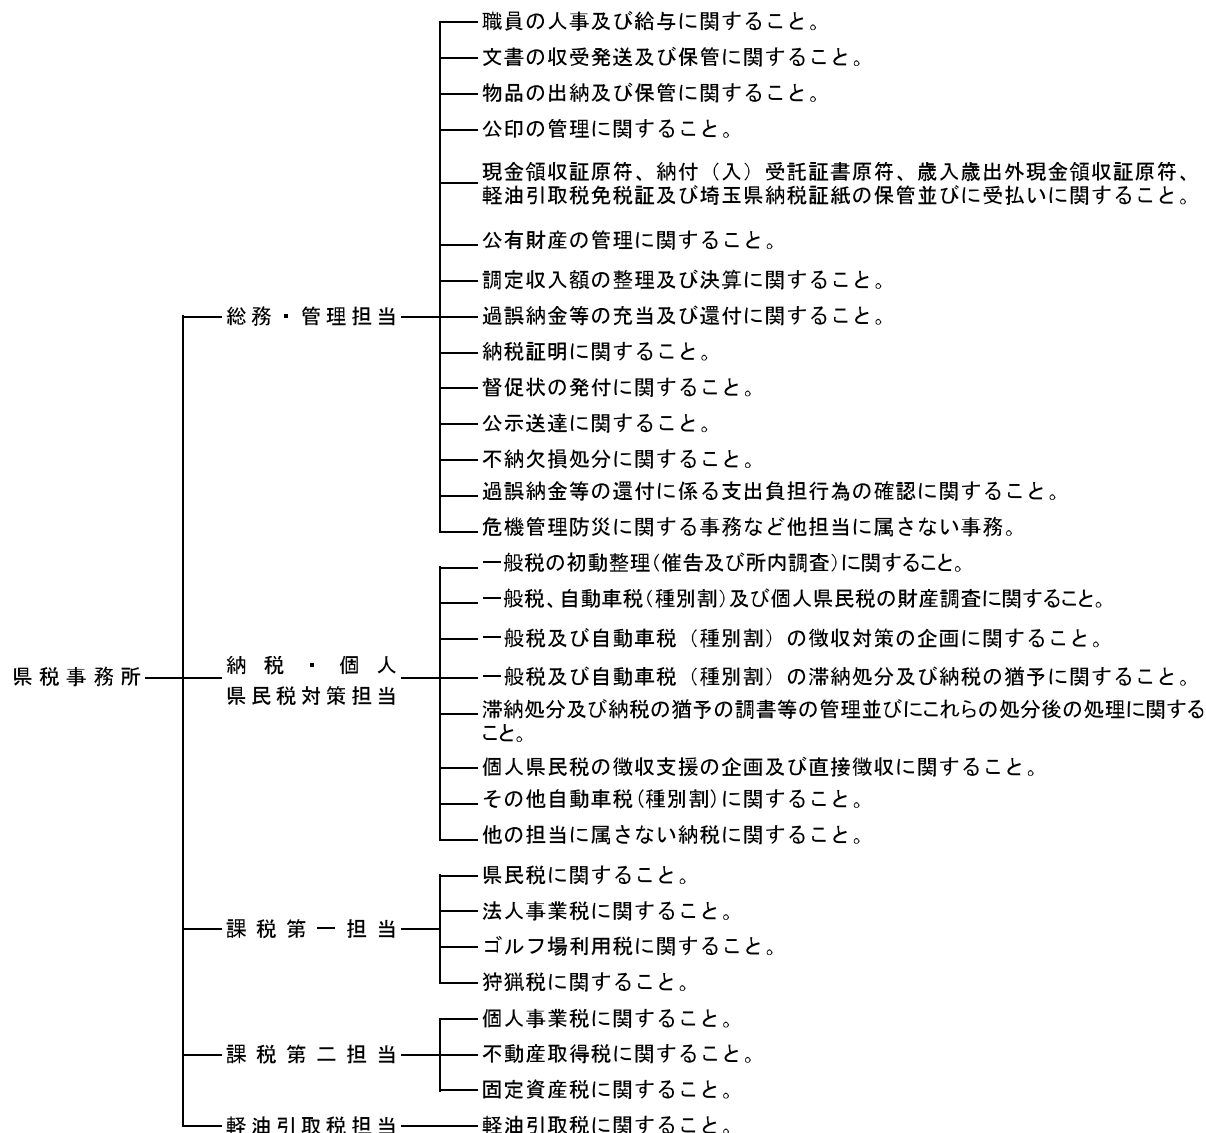 県税事務所
総務・管理担当
職員の人事及び給与に関すること。
文書の収受発送及び保管に関すること。
物品の出納及び保管に関すること。
公印の管理に関すること。
現金領収証原符、納付（入）受託証書原符、歳入歳出外現金領収証原符、
軽油引取税免税証及び埼玉県納税証紙の保管並びに受払いに関すること。
公有財産の管理に関すること。
調定収入額の整理及び決算に関すること。
過誤納金等の充当及び還付に関すること。
納税証明に関すること。
督促状の発付に関すること。
公示送達に関すること。
不納欠損処分に関すること。
過誤納金等の還付に係る支出負担行為の確認に関すること。
危機管理防災に関する事務など他担当に属さない事務。
納税・個人
県民税対策担当
一般税の初動整理(催告及び所内調査)に関すること。
一般税、自動車税(種別割)及び個人県民税の財産調査に関すること。
一般税及び自動車税（種別割）の徴収対策の企画に関すること。
一般税及び自動車税（種別割）の滞納処分及び納税の猶予に関すること。
滞納処分及び納税の猶予の調書等の管理並びにこれらの処分後の処理に関する
こと。
個人県民税の徴収支援の企画及び直接徴収に関すること。
その他自動車税(種別割)に関すること。
他の担当に属さない納税に関すること。
課税第一担当
県民税に関すること。
法人事業税に関すること。
ゴルフ場利用税に関すること。
狩猟税に関すること。
課税第二担当
個人事業税に関すること。
不動産取得税に関すること。
固定資産税に関すること。
軽油引取税担当
軽油引取税に関すること。